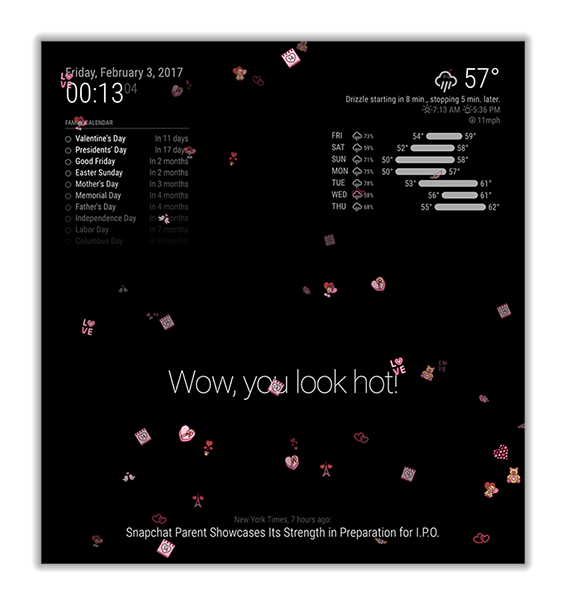 Friday, February 3, 2017
00:13 04
57°
Drizzle starting in 8 min., stopping 5 min. later.
7:13 AM 5:36 PM
11mph
FAMILY CALENDAR
Valentine's Day In 11 days
Presidents' Day In 17 days
Good Friday In 2 months
Easter Sunday In 2 months
Mother's Day In 3 months
Memorial Day In 4 months
Father's Day In 4 months
Independence Day In months
Labor Day In 7 months
Columbus Day In 8 months
FRI 73% 54° 59°
SAT 59% 52° 58°
SUN 71% 50° 58°
MON 75% 50° 57°
TUE 78% 53° 61°
WED 58% 56° 61°
THU 68% 55° 62°
LOVE
LOVE
LOVE
Wow, you look hot!
New York Times, 7 hours ago:
Snapchat Parent Showcases Its Strength in Preparation for I.P.O.